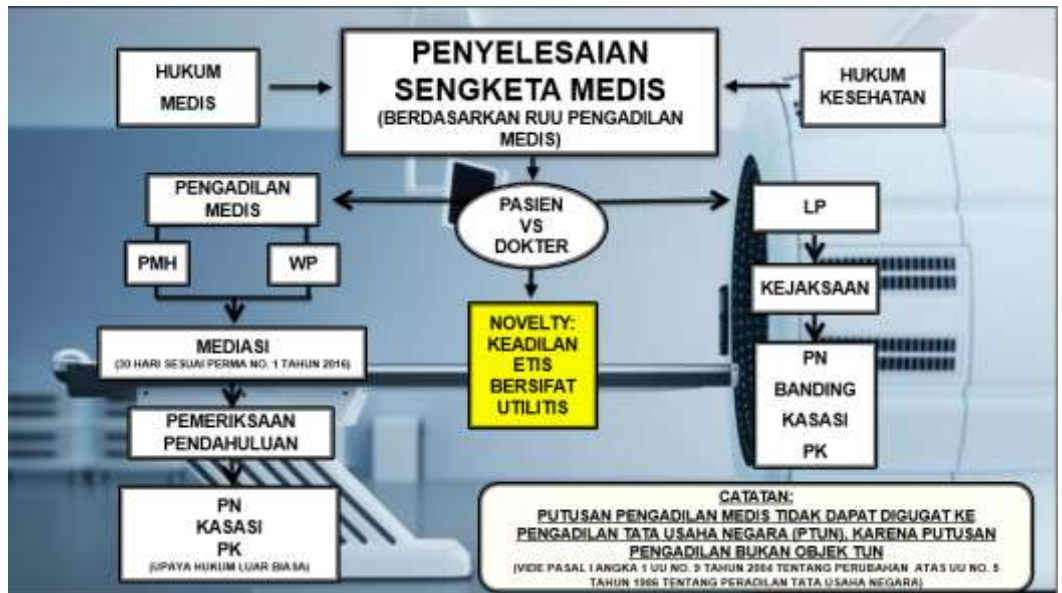 HUKUM
MEDIS
PENYELESAIAN
SENGKETA MEDIS
(BERDASARKAN RUU PENGADILAN
MEDIS)
HUKUM
KESEHATAN
PENGADILAN
MEDIS
PASIEN
VS
DOKTER
LP
PMH
WP
KEJAKSAAN
MEDIASI
(30 HARI SESUAI PERMA NO. 1 TAHUN 2016)
NOVELTY:
KEADILAN
ETIS
BERSIFAT
UTILITIS
PN
BANDING
KASASI
PK
PEMERIKSAAN
PENDAHULUAN
PN
KASASI
PK
(UPAYA HUKUM LUAR BIASA)
CATATAN:
PUTUSAN PENGADILAN MEDIS TIDAK DAPAT DIGUGAT KE
PENGADILAN TATA USAHA NEGARA (PTUN), KARENA PUTUSAN
PENGADILAN BUKAN OBJEK TUN
(VIDE PASAL I ANGKA 1 UU NO. 9 TAHUN 2004 TENTANG PERUBAHAN ATAS UU NO. 5
TAHUN 1986 TENTANG PERADILAN TATA USAHA NEGARA)